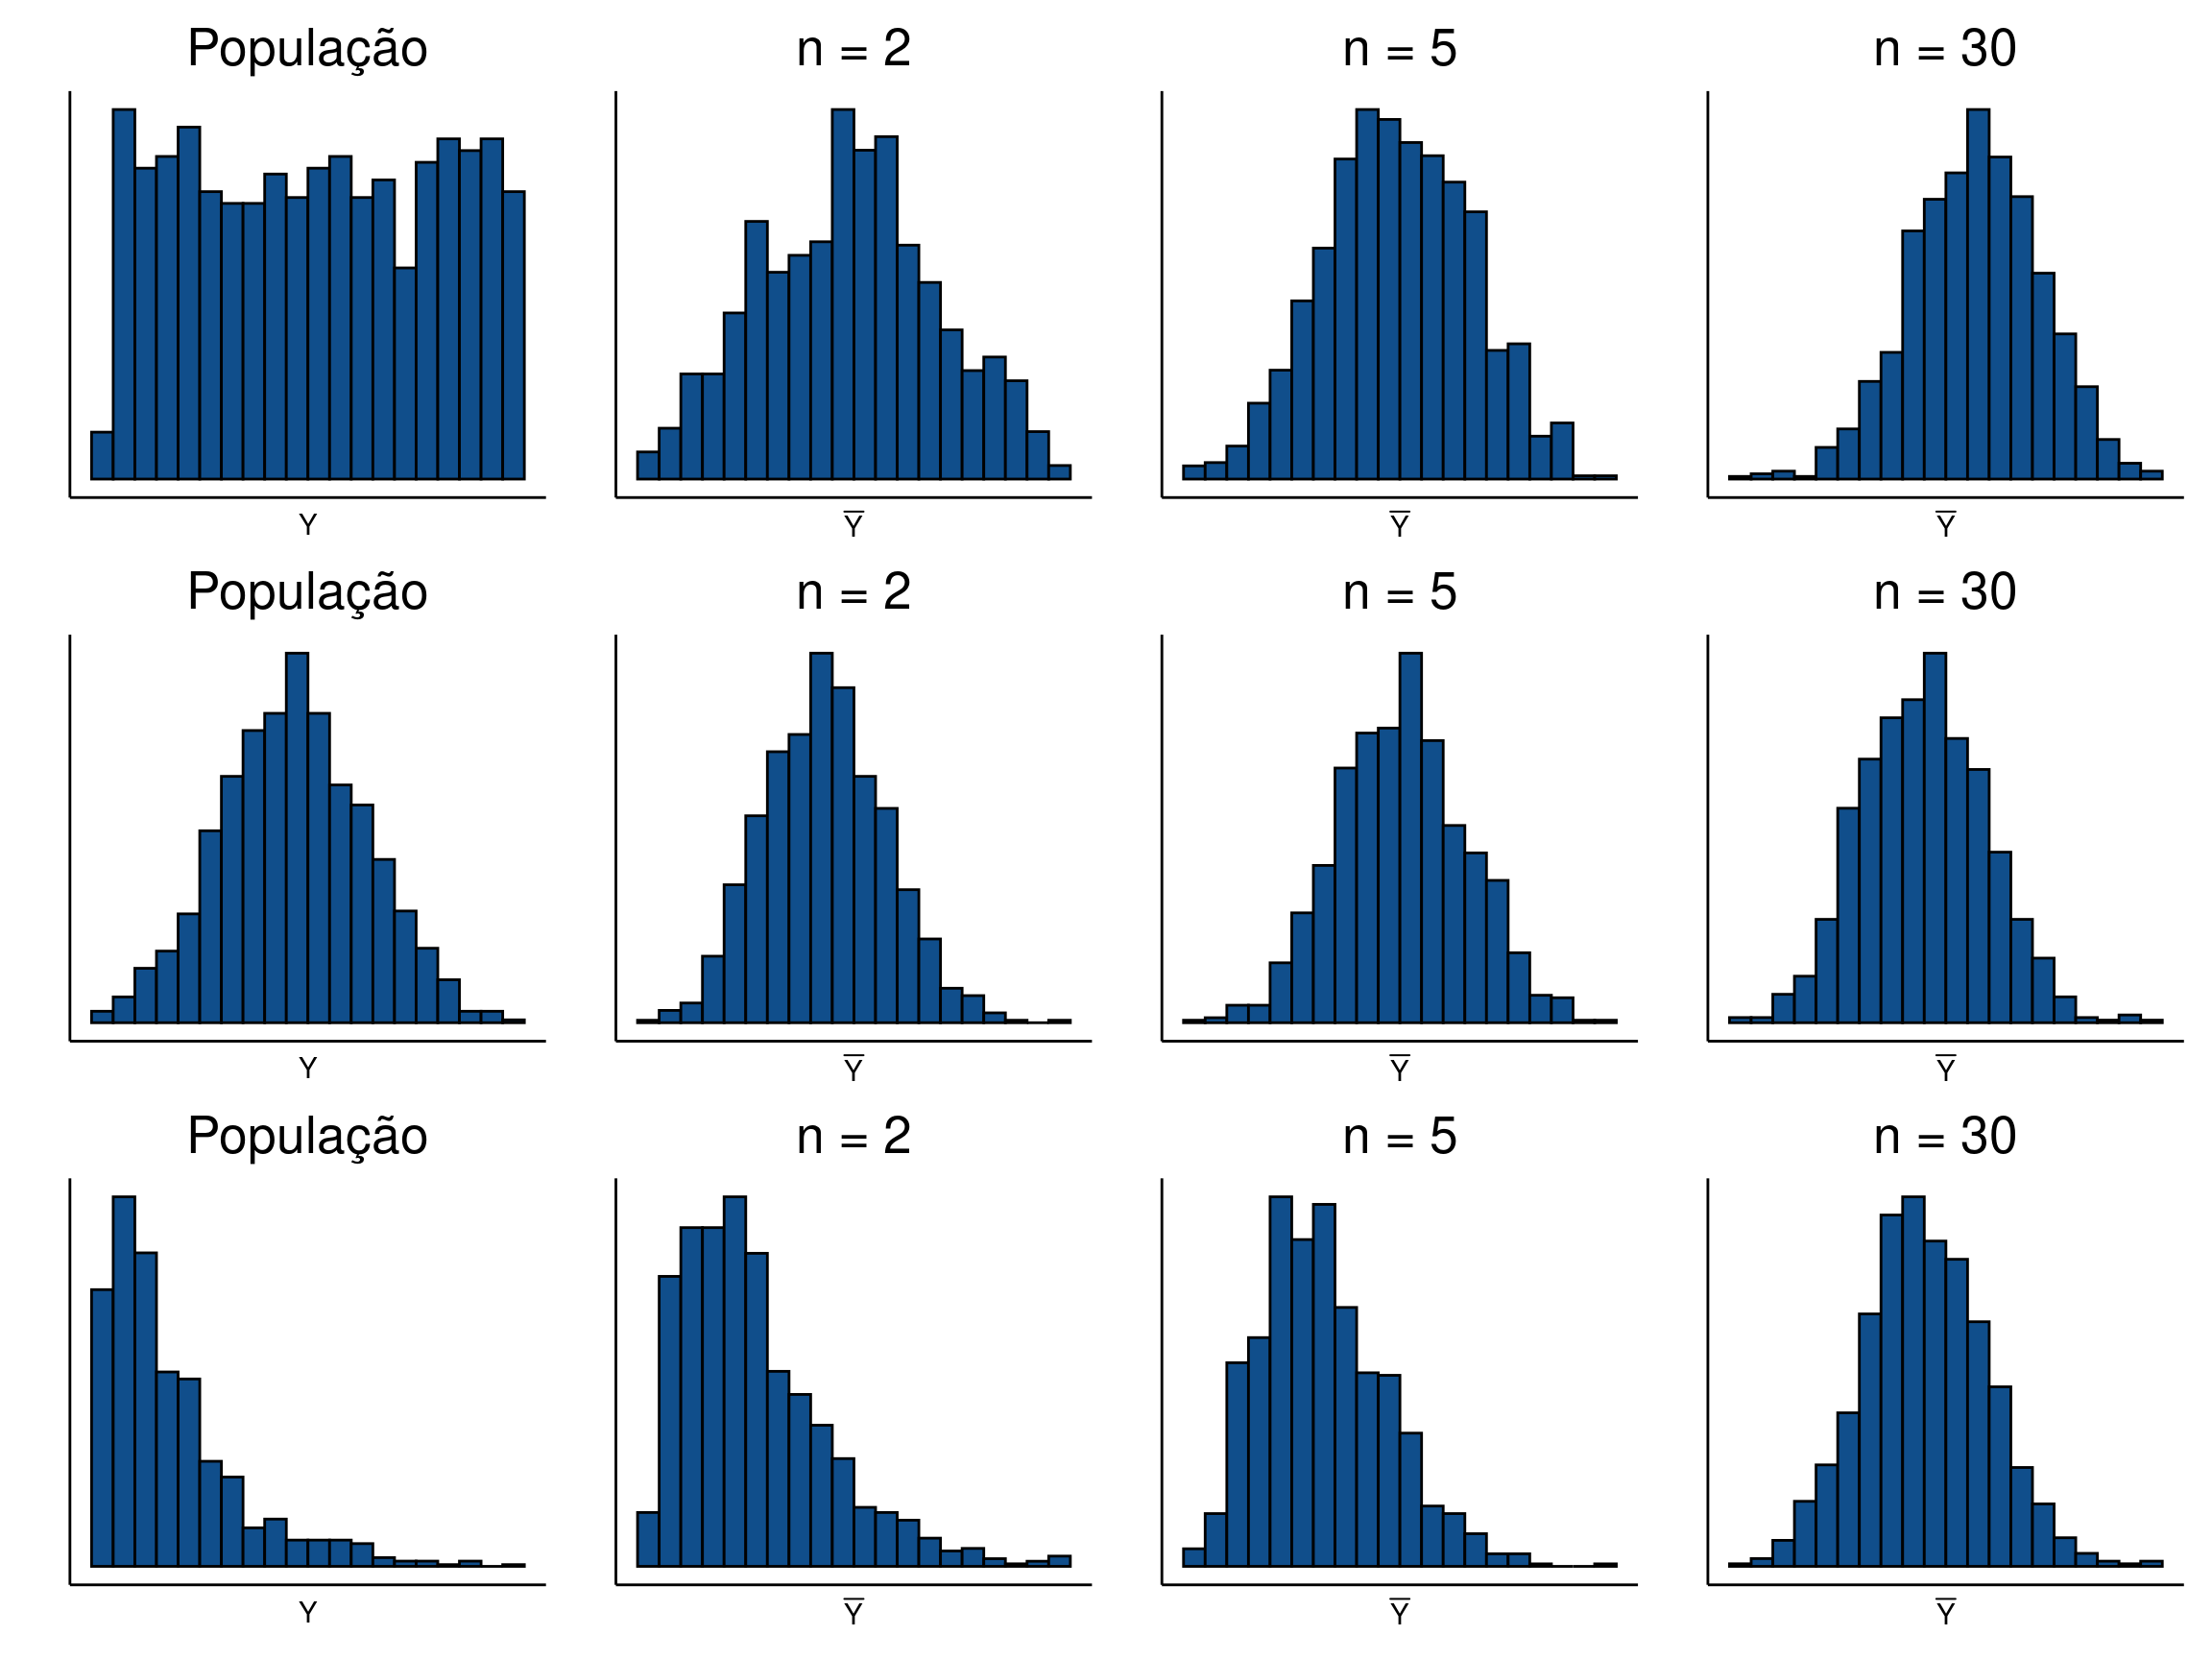 População n = 2 n = 5 n = 30
Y Y̅ Y̅ Y̅
População n = 2 n = 5 n = 30
Y Y̅ Y̅ Y̅
População n = 2 n = 5 n = 30
Y Y̅ Y̅ Y̅